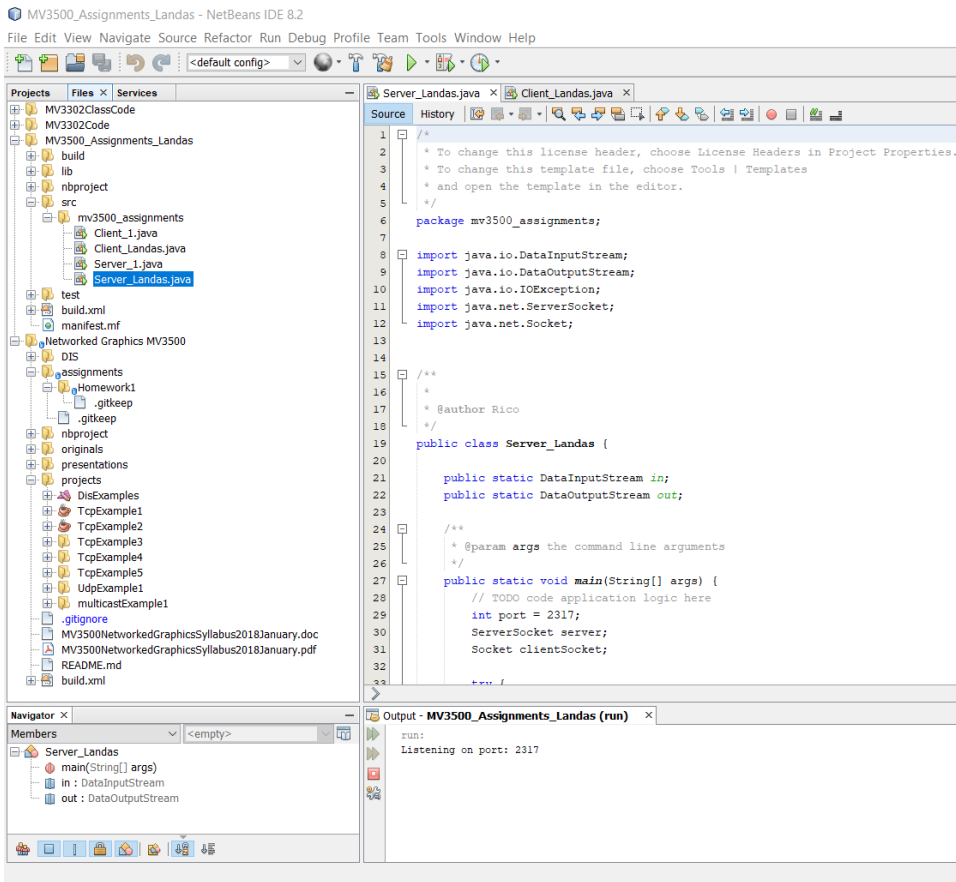 MV3500_Assignments_Landas - NetBeans IDE 8.2
File Edit View Navigate Source Refactor Run Debug Profile Team Tools Window Help
<default config>
Projects Files × Services
MV3302ClassCode
MV3302Code
MV3500_Assignments_Landas
build
lib
nbproject
src
mv3500_assignments
Client_1.java
Client_Landas.java
Server_1.java
Server_Landas.java
test
build.xml
manifest.mf
Networked Graphics MV3500
DIS
assignments
Homework1
.gitkeep
.gitkeep
nbproject
originals
presentations
projects
DisExamples
TcpExample1
TcpExample2
TcpExample3
TcpExample4
TcpExample5
UdpExample1
multicastExample1
.gitignore
MV3500NetworkedGraphicsSyllabus2018January.doc
MV3500NetworkedGraphicsSyllabus2018January.pdf
README.md
build.xml
Navigator ×
Members <empty>
Server_Landas
main(String[] args)
in : DataInputStream
out : DataOutputStream
Server_Landas.java × Client_Landas.java ×
Source History
1 /*
2 * To change this license header, choose License Headers in Project Properties.
3 * To change this template file, choose Tools | Templates
4 * and open the template in the editor.
5 */
6 package mv3500_assignments;
7
8 import java.io.DataInputStream;
9 import java.io.DataOutputStream;
10 import java.io.IOException;
11 import java.net.ServerSocket;
12 import java.net.Socket;
13
14
15 /**
16 *
17 * @author Rico
18 */
19 public class Server_Landas {
20
21 public static DataInputStream in;
22 public static DataOutputStream out;
23
24 /**
25 * @param args the command line arguments
26 */
27 public static void main(String[] args) {
28 // TODO code application logic here
29 int port = 2317;
30 ServerSocket server;
31 Socket clientSocket;
32
33 try {
Output - MV3500_Assignments_Landas (run) ×
run:
Listening on port: 2317